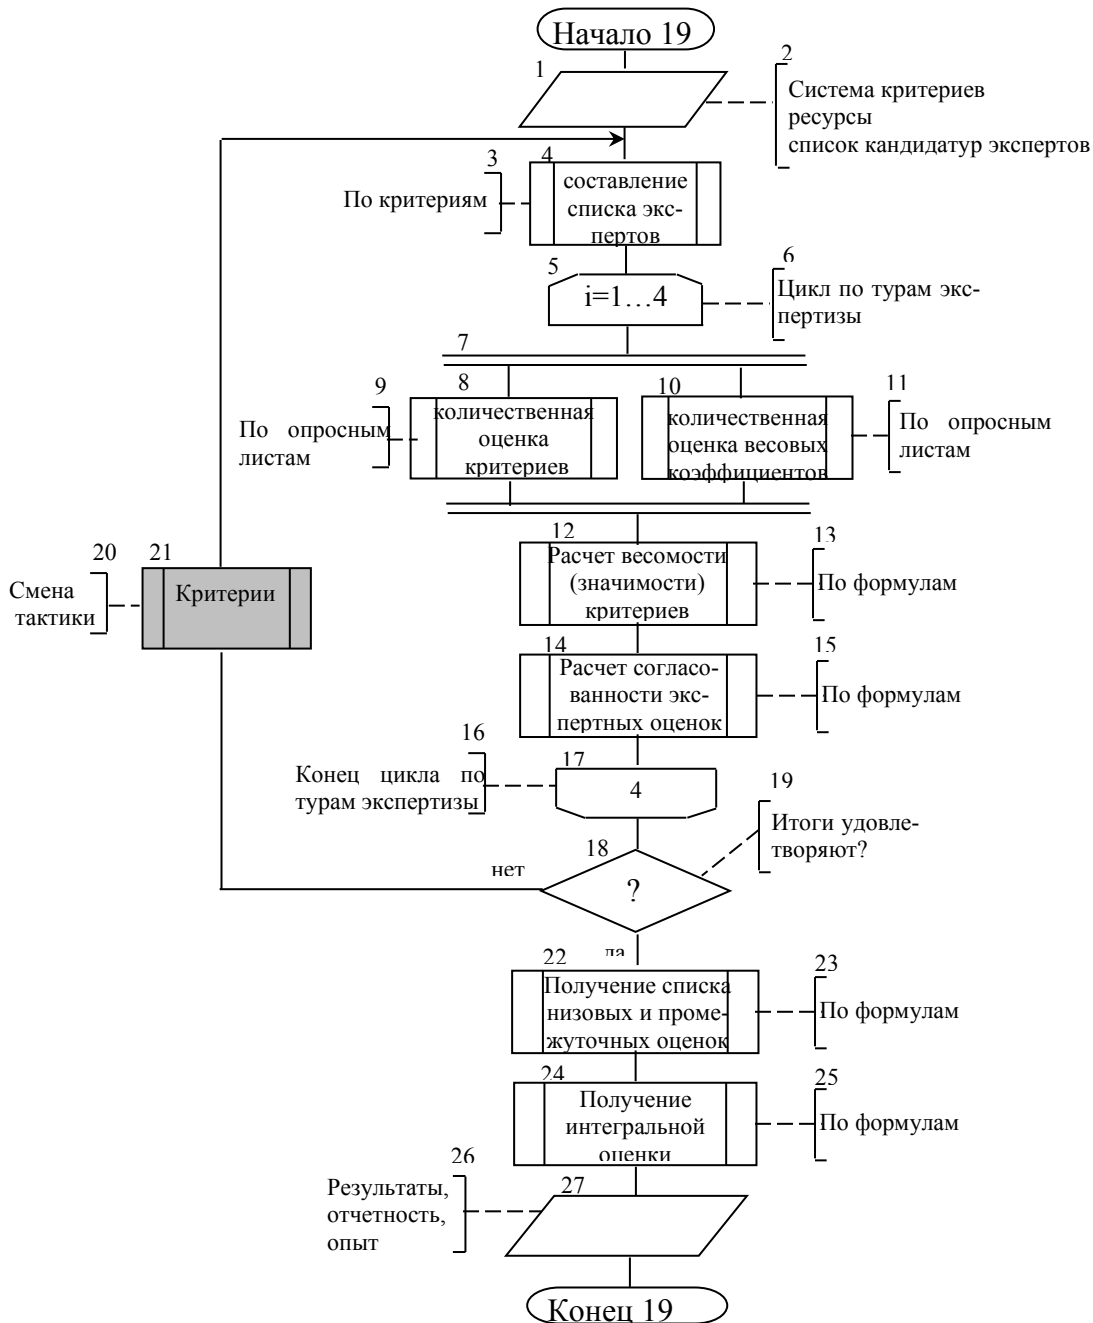 Начало 19
1
2
Система критериев
ресурсы
список кандидатур экспертов
3
4
По критериям
составление
списка экс-
пертов
5
6
i=1…4
Цикл по турам экс-
пертизы
7
9
8
10
11
По опросным
листам
количественная
оценка
критериев
количественная
оценка весовых
коэффициентов
По опросным
листам
12
13
Расчет весомости
(значимости)
критериев
По формулам
20
21
Смена
тактики
Критерии
14
15
Расчет согласо-
ванности экс-
пертных оценок
По формулам
16
17
Конец цикла по
турам экспертизы
4
18
19
Итоги удовле-
творяют?
нет
?
да
22
23
Получение списка
низовых и проме-
жуточных оценок
По формулам
24
25
Получение
интегральной
оценки
По формулам
26
27
Результаты,
отчетность,
опыт
Конец 19